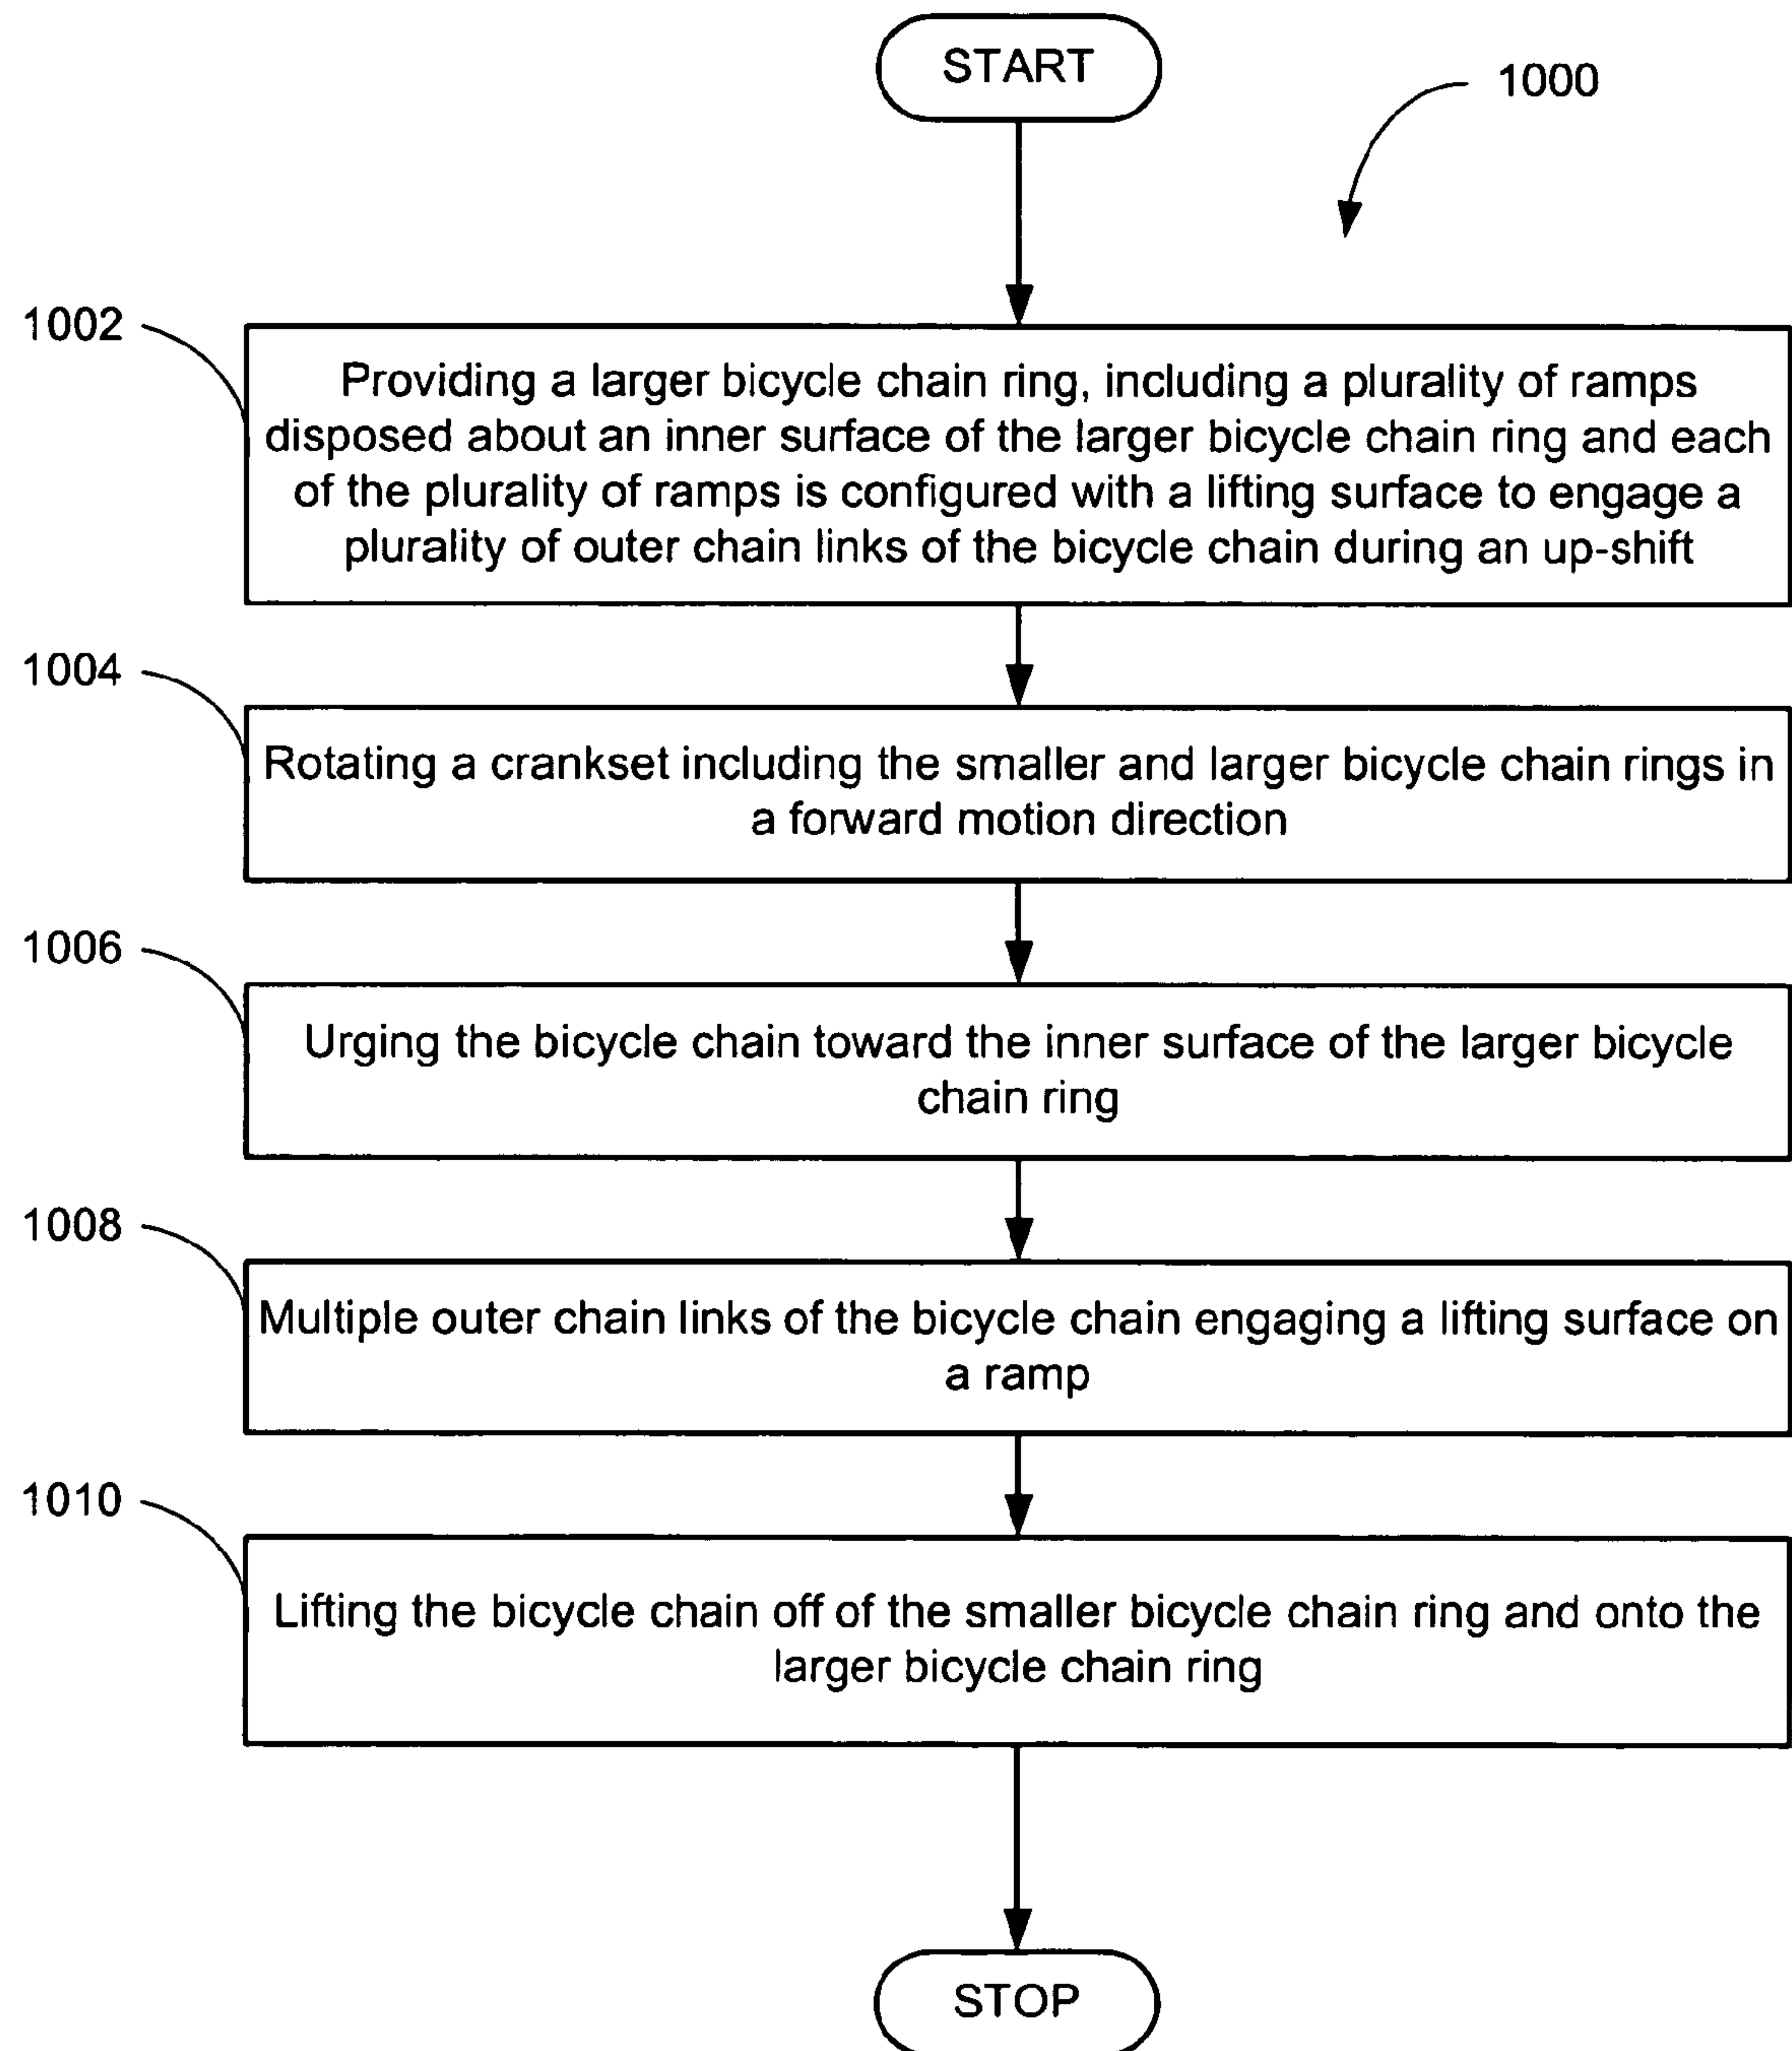 START
1000
1002
Providing a larger bicycle chain ring, including a plurality of ramps
disposed about an inner surface of the larger bicycle chain ring and each
of the plurality of ramps is configured with a lifting surface to engage a
plurality of outer chain links of the bicycle chain during an up-shift
1004
Rotating a crankset including the smaller and larger bicycle chain rings in
a forward motion direction
1006
Urging the bicycle chain toward the inner surface of the larger bicycle
chain ring
1008
Multiple outer chain links of the bicycle chain engaging a lifting surface on
a ramp
1010
Lifting the bicycle chain off of the smaller bicycle chain ring and onto the
larger bicycle chain ring
STOP